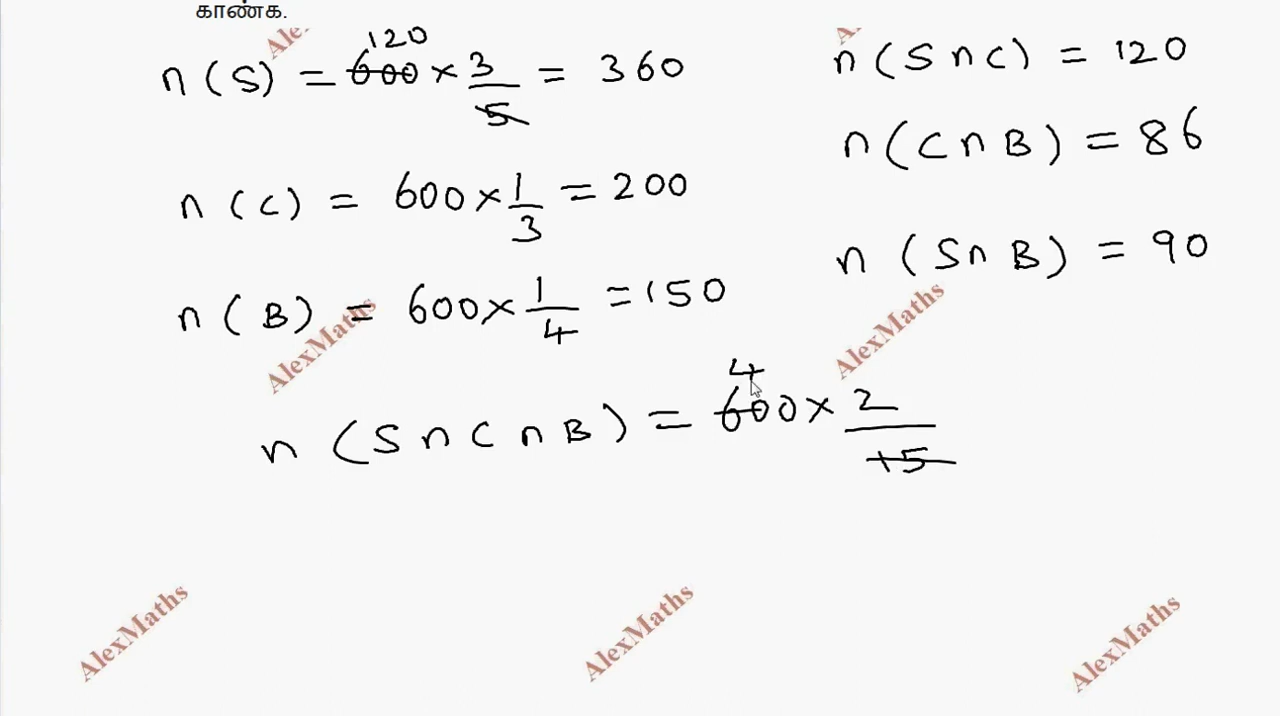 காண்க.
n(S) = 600 × 3/5 = 360
120
n(C) = 600 × 1/3 = 200
n(B) = 600 × 1/4 = 150
n(S∩C) = 120
n(C∩B) = 86
n(S∩B) = 90
4
n(S∩C∩B) = 600 × 2/15
Ale
A
AlexMaths
AlexMaths
AlexMaths
AlexMaths
AlexMaths